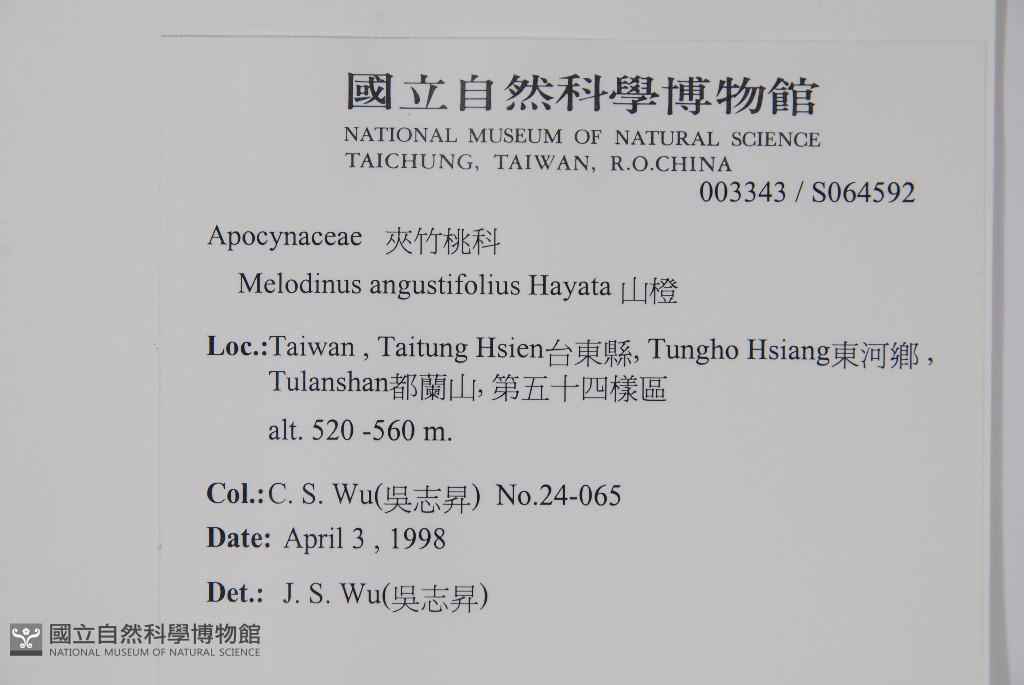 國立自然科學博物館
NATIONAL MUSEUM OF NATURAL SCIENCE
TAICHUNG, TAIWAN, R.O.CHINA
003343 / S064592
Apocynaceae 夾竹桃科
Melodinus angustifolius Hayata 山橙
Loc.:Taiwan , Taitung Hsien台東縣, Tungho Hsiang東河鄉 ,
Tulanshan都蘭山, 第五十四樣區
alt. 520 -560 m.
Col.:C. S. Wu(吳志昇) No.24-065
Date: April 3 , 1998
Det.: J. S. Wu(吳志昇)
國立自然科學博物館
NATIONAL MUSEUM OF NATURAL SCIENCE